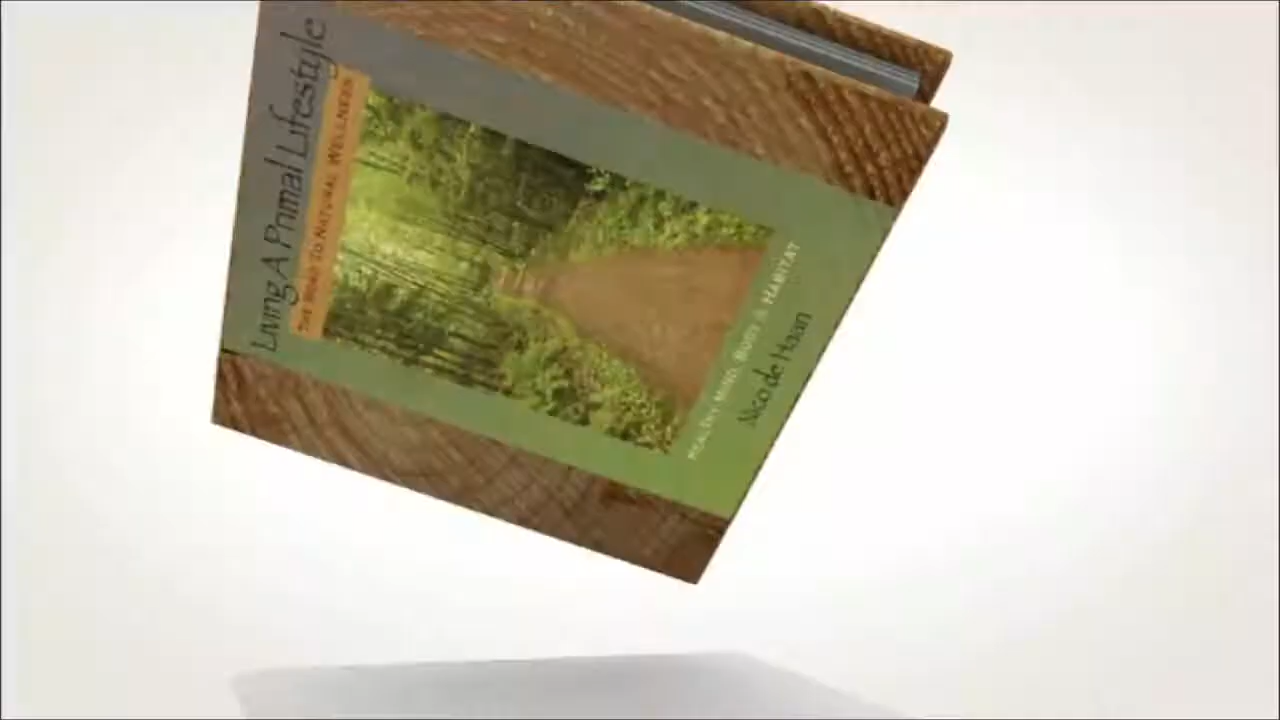 Living A Primal Lifestyle
THE ROAD TO NATURAL WELLNESS
HEALTHY MIND, BODY & HABITAT
Nico de Haan